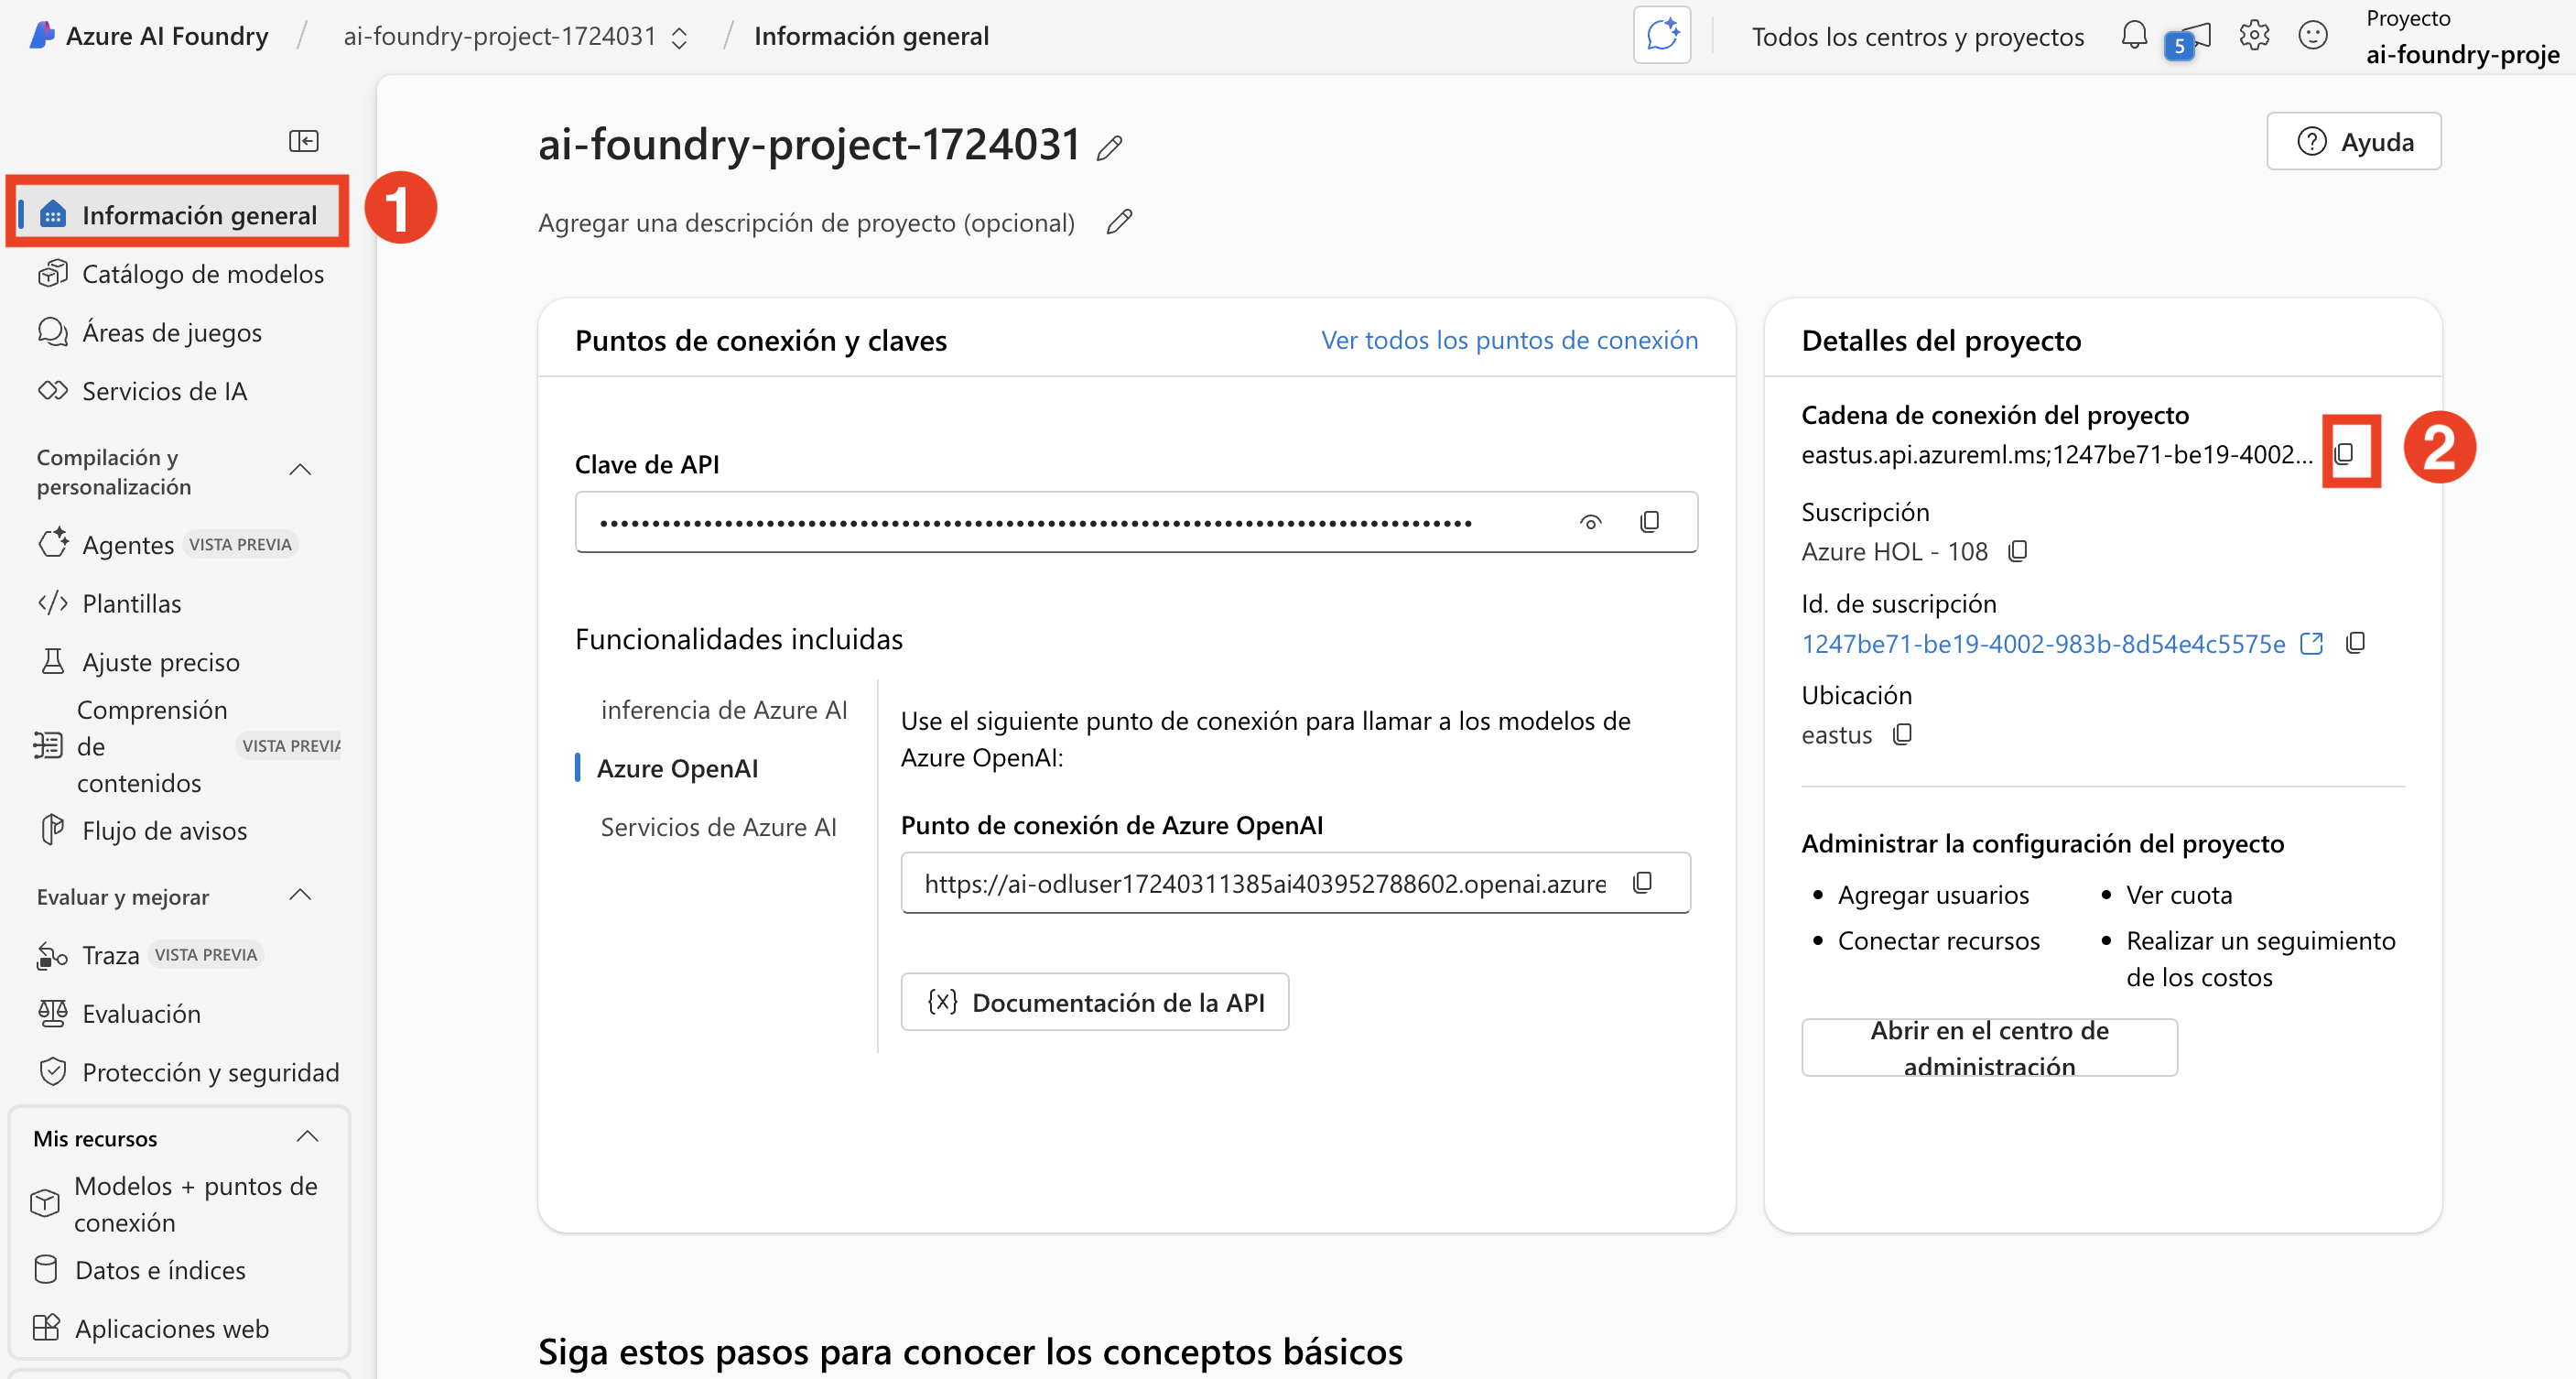 Azure AI Foundry / ai-foundry-project-1724031 / Información general
Todos los centros y proyectos
5
Proyecto
ai-foundry-proje
Información general
1
Catálogo de modelos
Áreas de juegos
Servicios de IA
Compilación y
personalización
Agentes VISTA PREVIA
Plantillas
Ajuste preciso
Comprensión
de
contenidos
VISTA PREVIA
Flujo de avisos
Evaluar y mejorar
Traza VISTA PREVIA
Evaluación
Protección y seguridad
Mis recursos
Modelos + puntos de
conexión
Datos e índices
Aplicaciones web
ai-foundry-project-1724031
Ayuda
Agregar una descripción de proyecto (opcional)
Puntos de conexión y claves
Ver todos los puntos de conexión
Clave de API
Funcionalidades incluidas
inferencia de Azure AI
Azure OpenAI
Servicios de Azure AI
Use el siguiente punto de conexión para llamar a los modelos de
Azure OpenAI:
Punto de conexión de Azure OpenAI
https://ai-odluser17240311385ai403952788602.openai.azure
{x} Documentación de la API
Detalles del proyecto
Cadena de conexión del proyecto
eastus.api.azureml.ms;1247be71-be19-4002...
2
Suscripción
Azure HOL - 108
Id. de suscripción
1247be71-be19-4002-983b-8d54e4c5575e
Ubicación
eastus
Administrar la configuración del proyecto
• Agregar usuarios
• Conectar recursos
• Ver cuota
• Realizar un seguimiento
de los costos
Abrir en el centro de
administración
Siga estos pasos para conocer los conceptos básicos